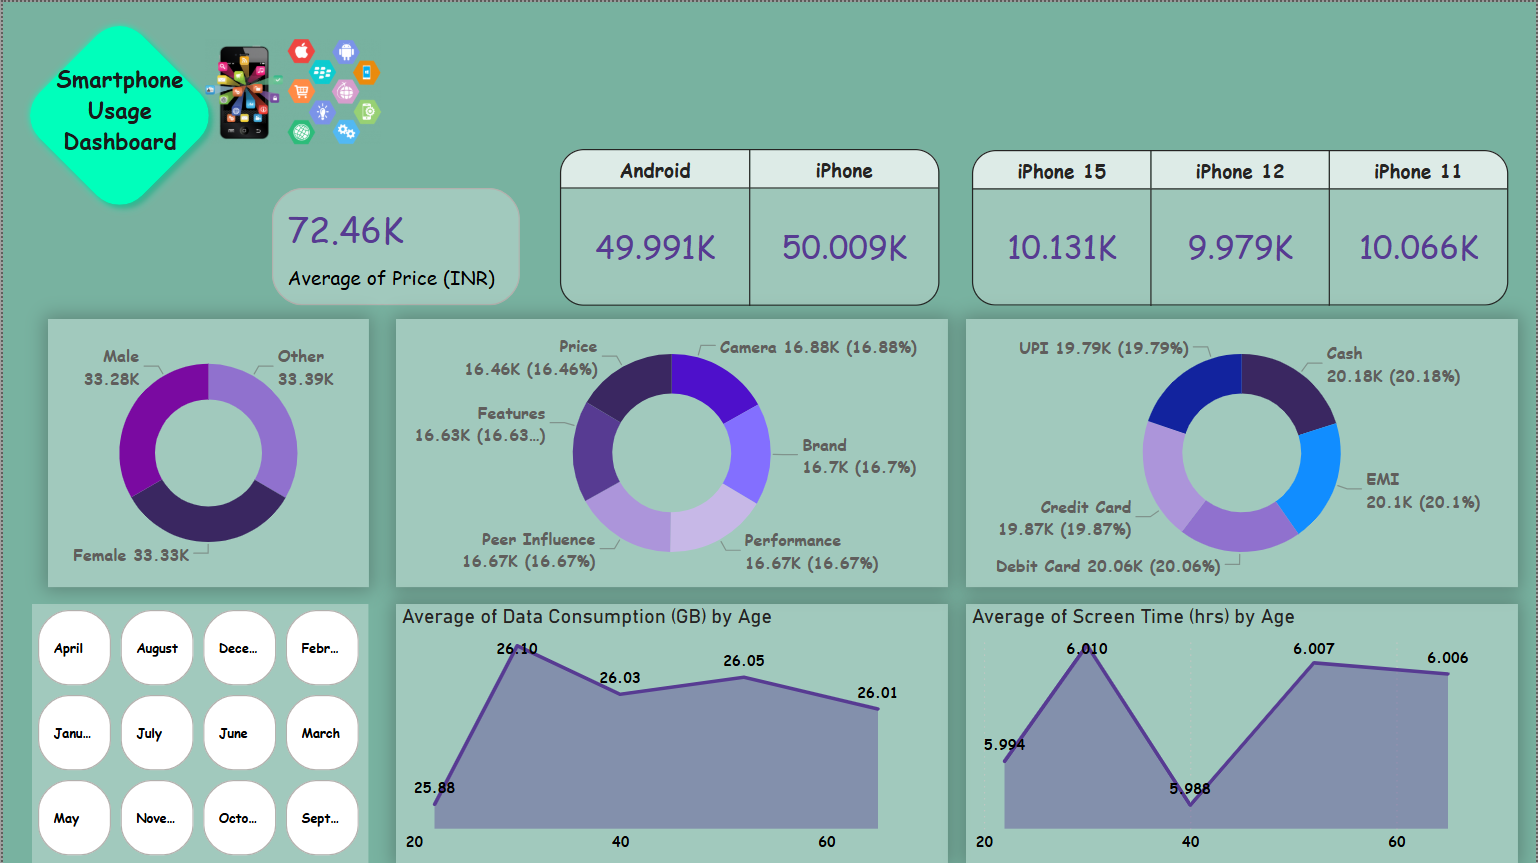 Smartphone
Usage
Dashboard
72.46K
Average of Price (INR)
Android
iPhone
49.991K
50.009K
iPhone 15
iPhone 12
iPhone 11
10.131K
9.979K
10.066K
Male
33.28K
Other
33.39K
Female 33.33K
Price
16.46K (16.46%)
Camera 16.88K (16.88%)
Features
16.63K (16.63...)
Brand
16.7K (16.7%)
Peer Influence
16.67K (16.67%)
Performance
16.67K (16.67%)
UPI 19.79K (19.79%)
Cash
20.18K (20.18%)
EMI
20.1K (20.1%)
Credit Card
19.87K (19.87%)
Debit Card 20.06K (20.06%)
April
August
Dece...
Febr...
Janu...
July
June
March
May
Nove...
Octo...
Sept...
Average of Data Consumption (GB) by Age
26.10
26.03
26.05
26.01
25.88
20
40
60
Average of Screen Time (hrs) by Age
6.010
6.007
6.006
5.994
5.988
20
40
60